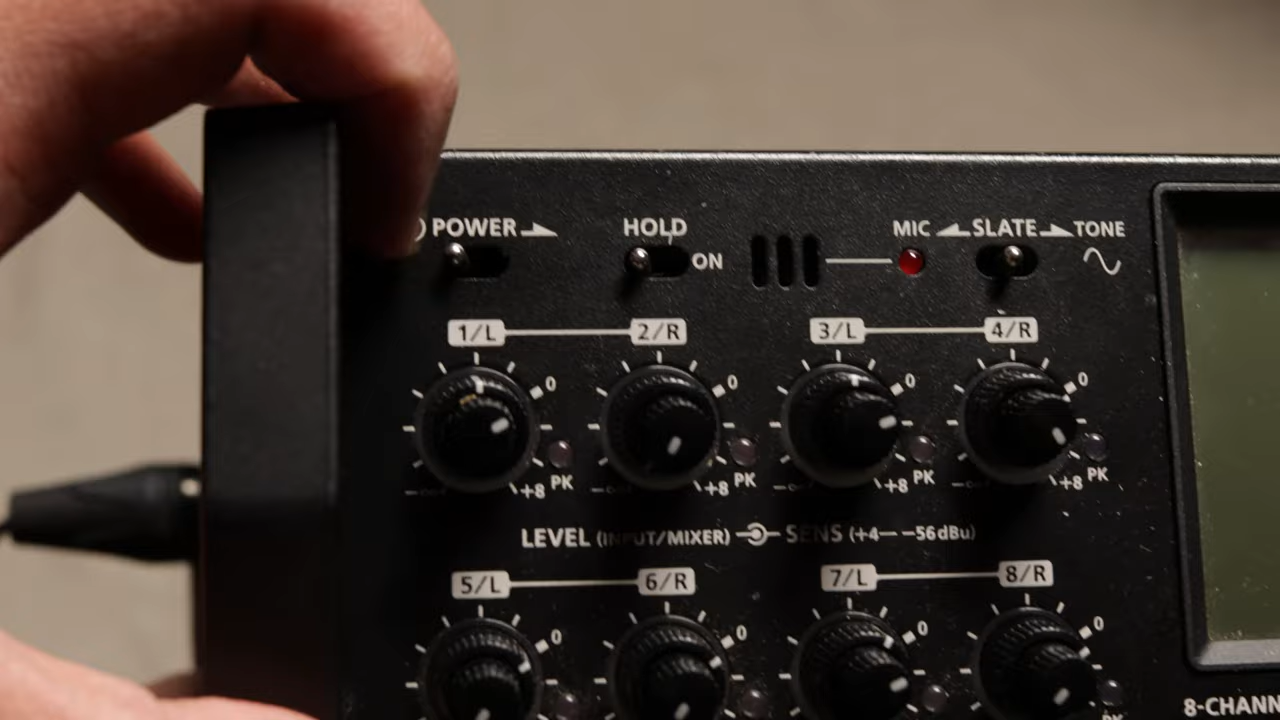 POWER HOLD MIC SLATE TONE
ON
1/L 2/R 3/L 4/R
0 0 0 0
+8 PK +8 PK +8 PK +8 PK
LEVEL (INPUT/MIXER) SENS (+4— —56dBu)
5/L 6/R 7/L 8/R
0 0 0 0
8-CHANN